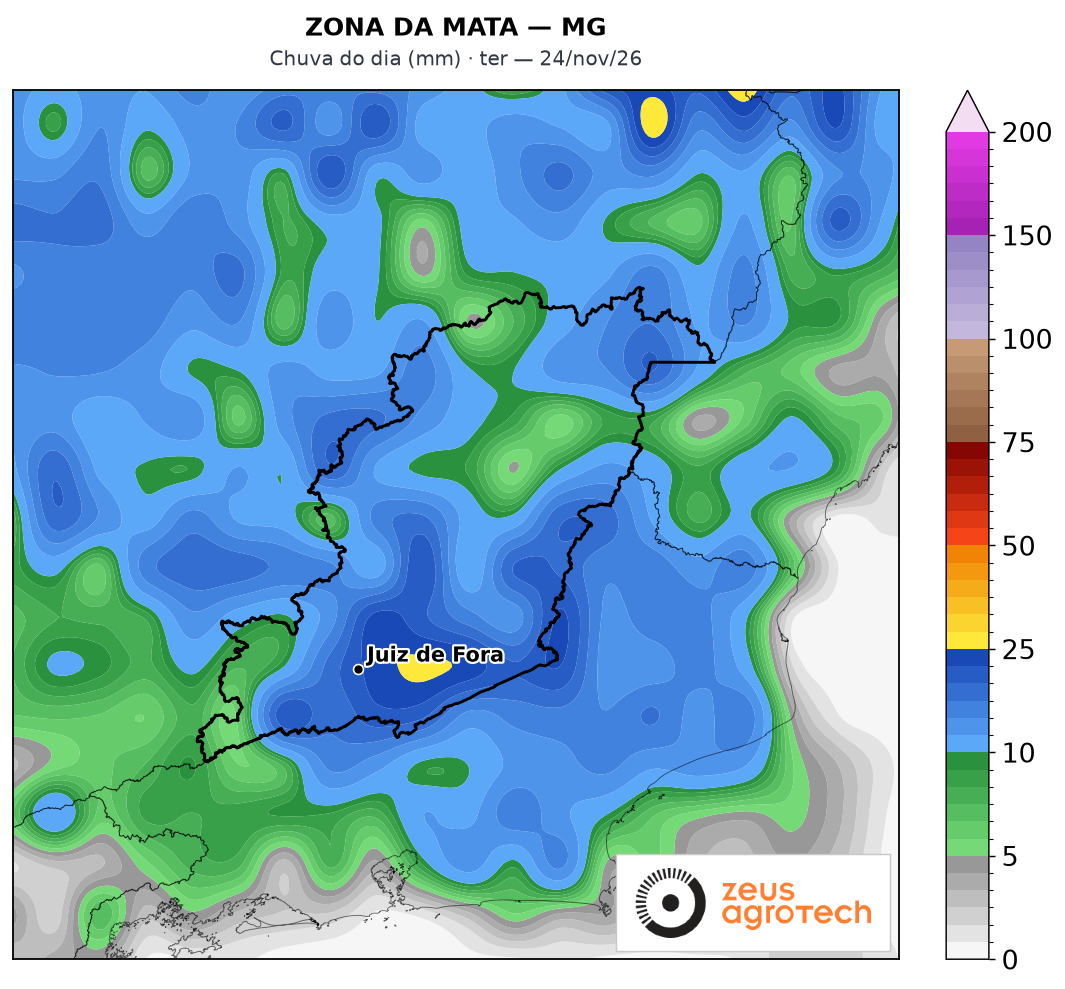 ZONA DA MATA — MG
Chuva do dia (mm) · ter — 24/nov/26
200
150
100
75
50
25
10
5
0
Juiz de Fora
zeus
agroTech